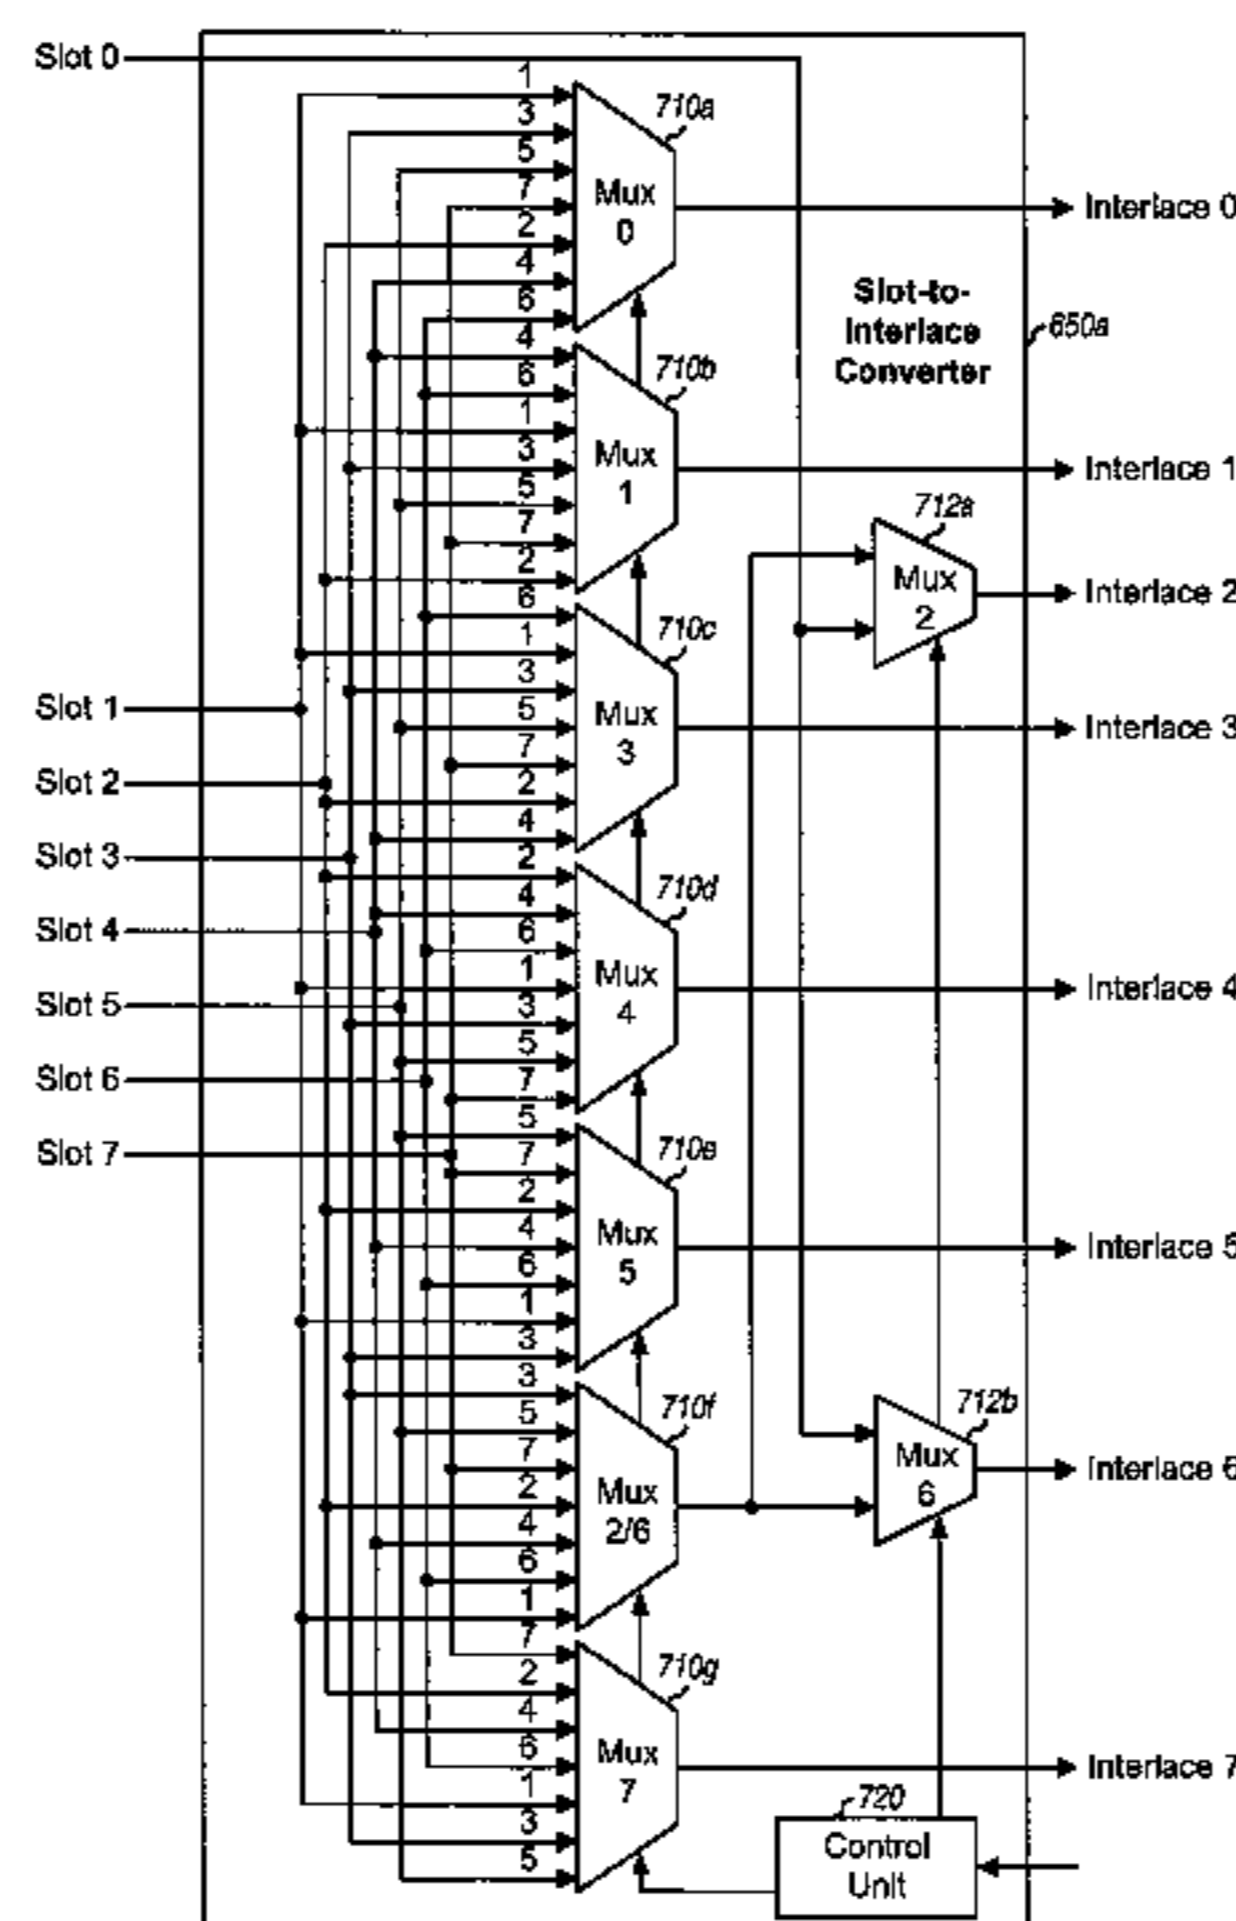 Slot 0
1
3
710a
5
7
Mux
0
Interlace 0
2
4
6
Slot-to-
Interlace
Converter
650a
4
6
710b
1
3
Mux
1
Interlace 1
5
7
2
712a
Mux
2
Interlace 2
6
710c
1
3
Slot 1
5
Mux
3
Interlace 3
7
Slot 2
2
4
Slot 3
2
710d
4
Slot 4
6
1
Mux
4
Interlace 4
Slot 5
3
5
Slot 6
7
5
710e
Slot 7
7
2
4
Mux
5
Interlace 5
6
1
3
3
710f
5
712b
7
Mux
6
Interlace 6
2
Mux
2/6
4
6
1
7
710g
2
4
6
Mux
7
Interlace 7
1
720
3
Control
Unit
5